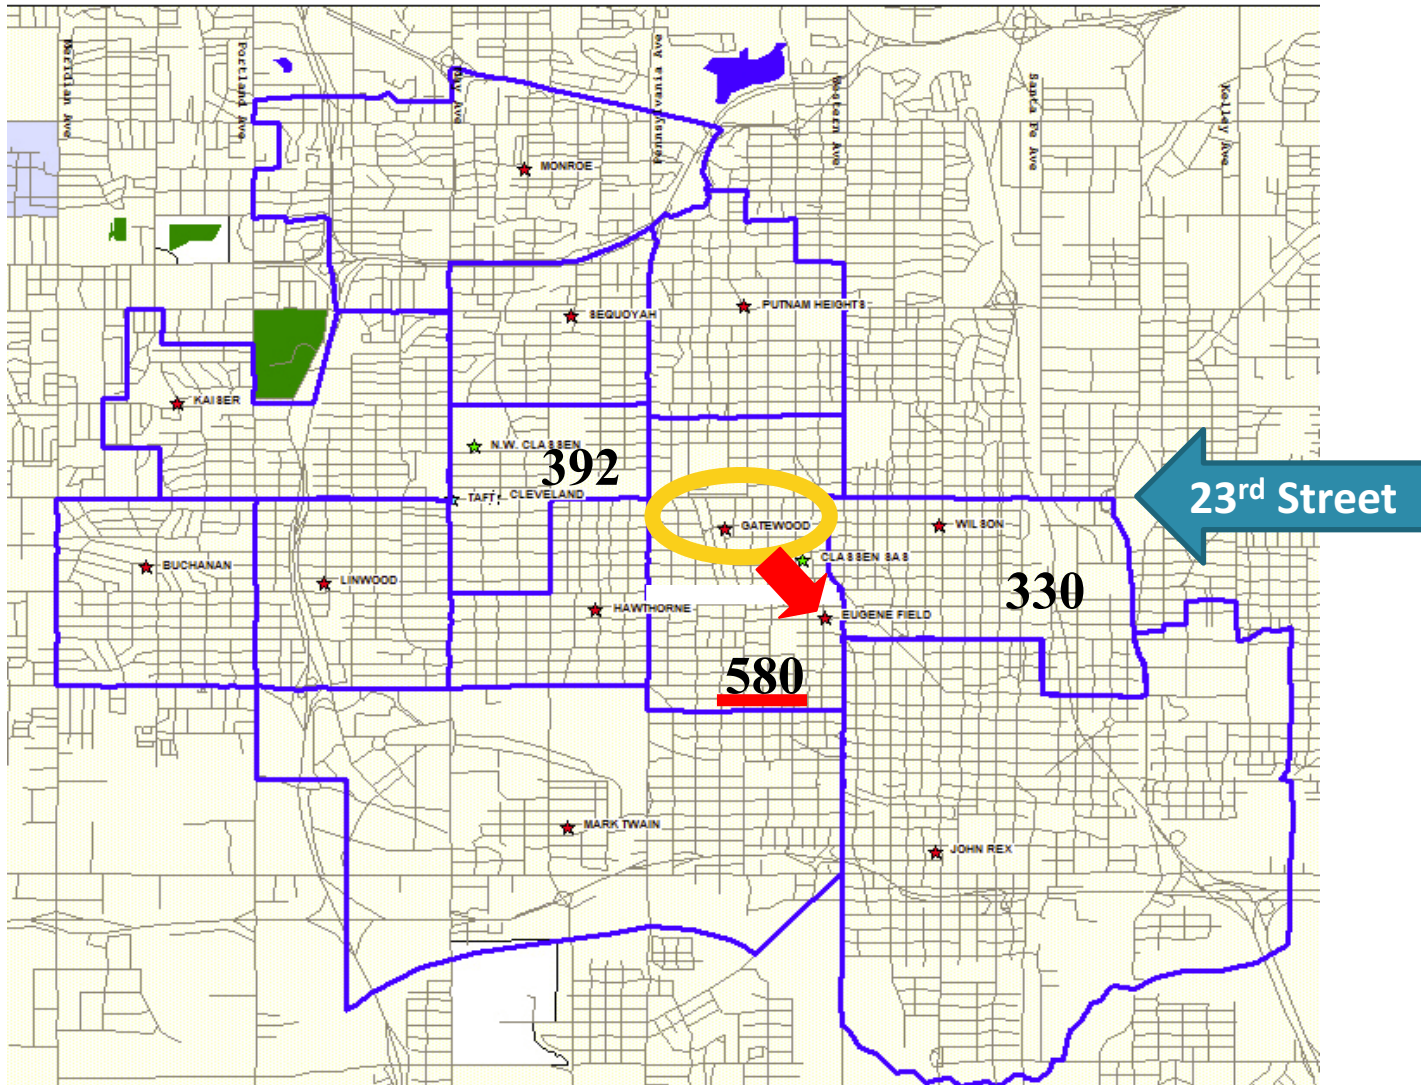 Meridian Ave
Portland Ave
May Ave
Pennsylvania Ave
Western Ave
Santa Fe Ave
Kelley Ave
MONROE
PUTNAM HEIGHTS
SEQUOYAH
KAISER
N.W. CLASSEN
392
TAFT
CLEVELAND
23rd Street
GATEWOOD
WILSON
CLASSEN SAS
BUCHANAN
LINWOOD
330
HAWTHORNE
EUGENE FIELD
580
MARK TWAIN
JOHN REX